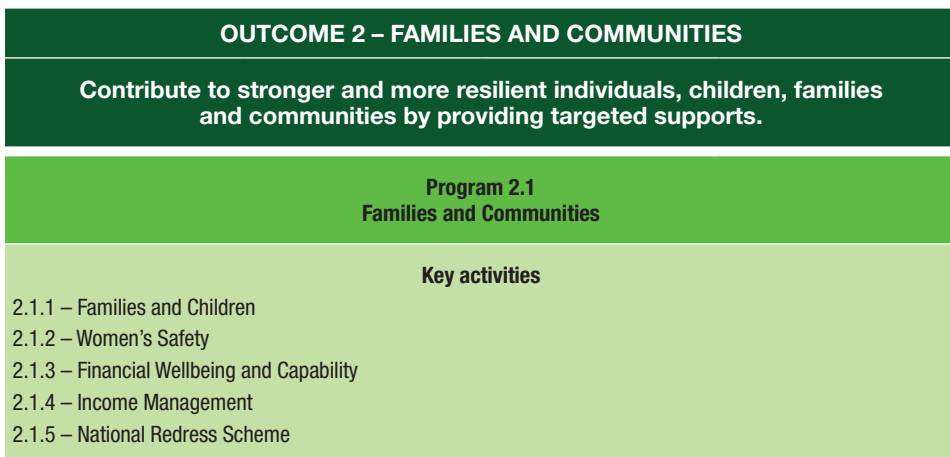 OUTCOME 2 – FAMILIES AND COMMUNITIES
Contribute to stronger and more resilient individuals, children, families
and communities by providing targeted supports.
Program 2.1
Families and Communities
Key activities
2.1.1 – Families and Children
2.1.2 – Women’s Safety
2.1.3 – Financial Wellbeing and Capability
2.1.4 – Income Management
2.1.5 – National Redress Scheme